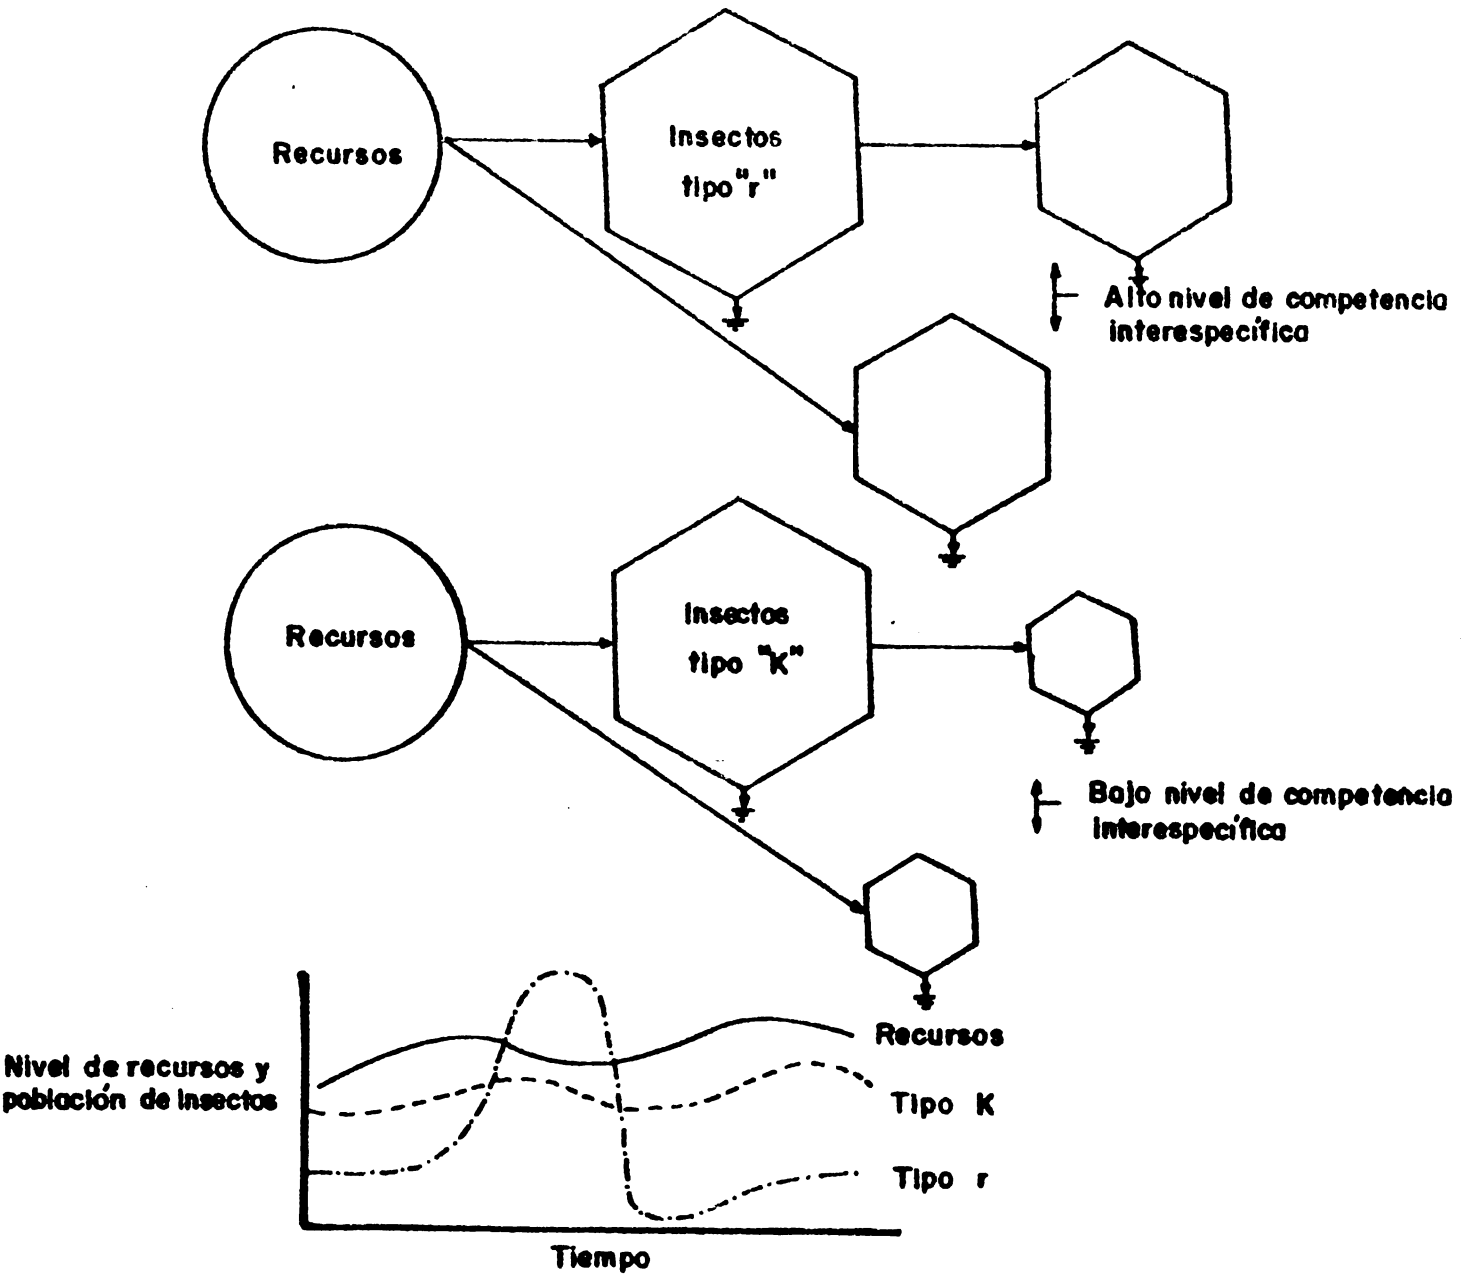 Recursos
Insectos
tipo "r"
Alto nivel de competencia
interespecífica
Recursos
Insectos
tipo "K"
Bajo nivel de competencia
interespecífica
Nivel de recursos y
población de insectos
Recursos
Tipo K
Tipo r
Tiempo